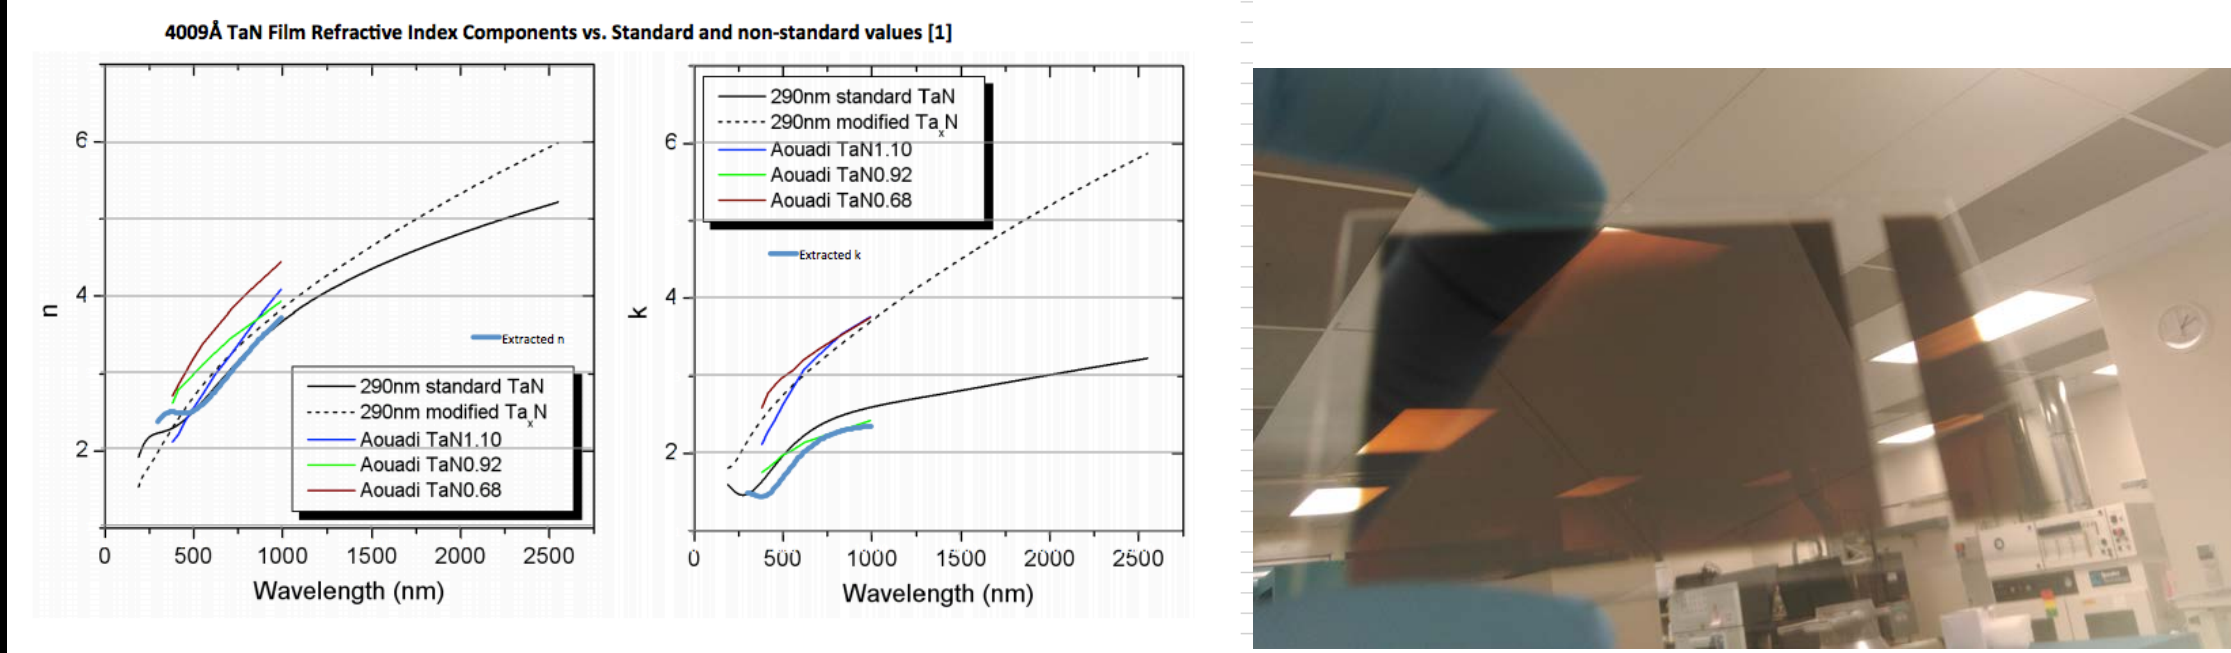 4009Å TaN Film Refractive Index Components vs. Standard and non-standard values [1]
n
6
4
2
0
500
1000
1500
2000
2500
Wavelength (nm)
Extracted n
290nm standard TaN
290nm modified TaxN
Aouadi TaN1.10
Aouadi TaN0.92
Aouadi TaN0.68
k
6
4
2
0
500
1000
1500
2000
2500
Wavelength (nm)
290nm standard TaN
290nm modified TaxN
Aouadi TaN1.10
Aouadi TaN0.92
Aouadi TaN0.68
Extracted k